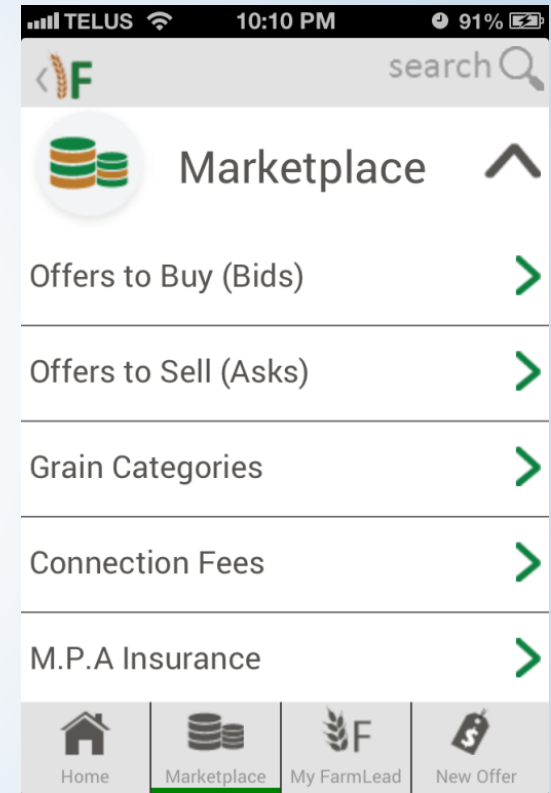 TELUS 10:10 PM 91%
F search
Marketplace
Offers to Buy (Bids)
Offers to Sell (Asks)
Grain Categories
Connection Fees
M.P.A Insurance
F $
Home Marketplace My FarmLead New Offer